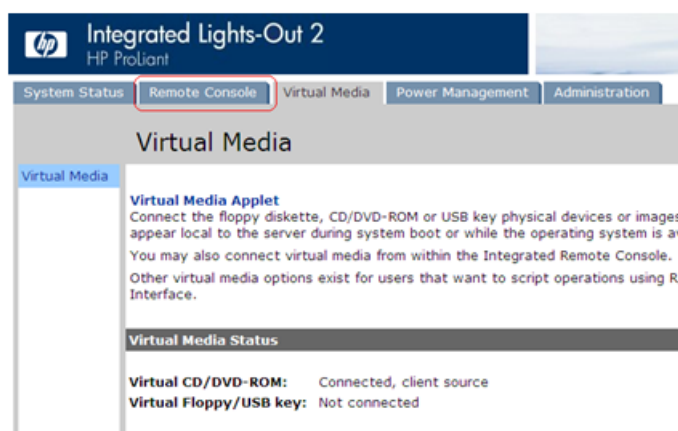 hp
Integrated Lights-Out 2
HP ProLiant
System Status
Remote Console
Virtual Media
Power Management
Administration
Virtual Media
Virtual Media
Virtual Media Applet
Connect the floppy diskette, CD/DVD-ROM or USB key physical devices or images
appear local to the server during system boot or while the operating system is
You may also connect virtual media from within the Integrated Remote Console.
Other virtual media options exist for users that want to script operations using
Interface.
Virtual Media Status
Virtual CD/DVD-ROM: Connected, client source
Virtual Floppy/USB key: Not connected